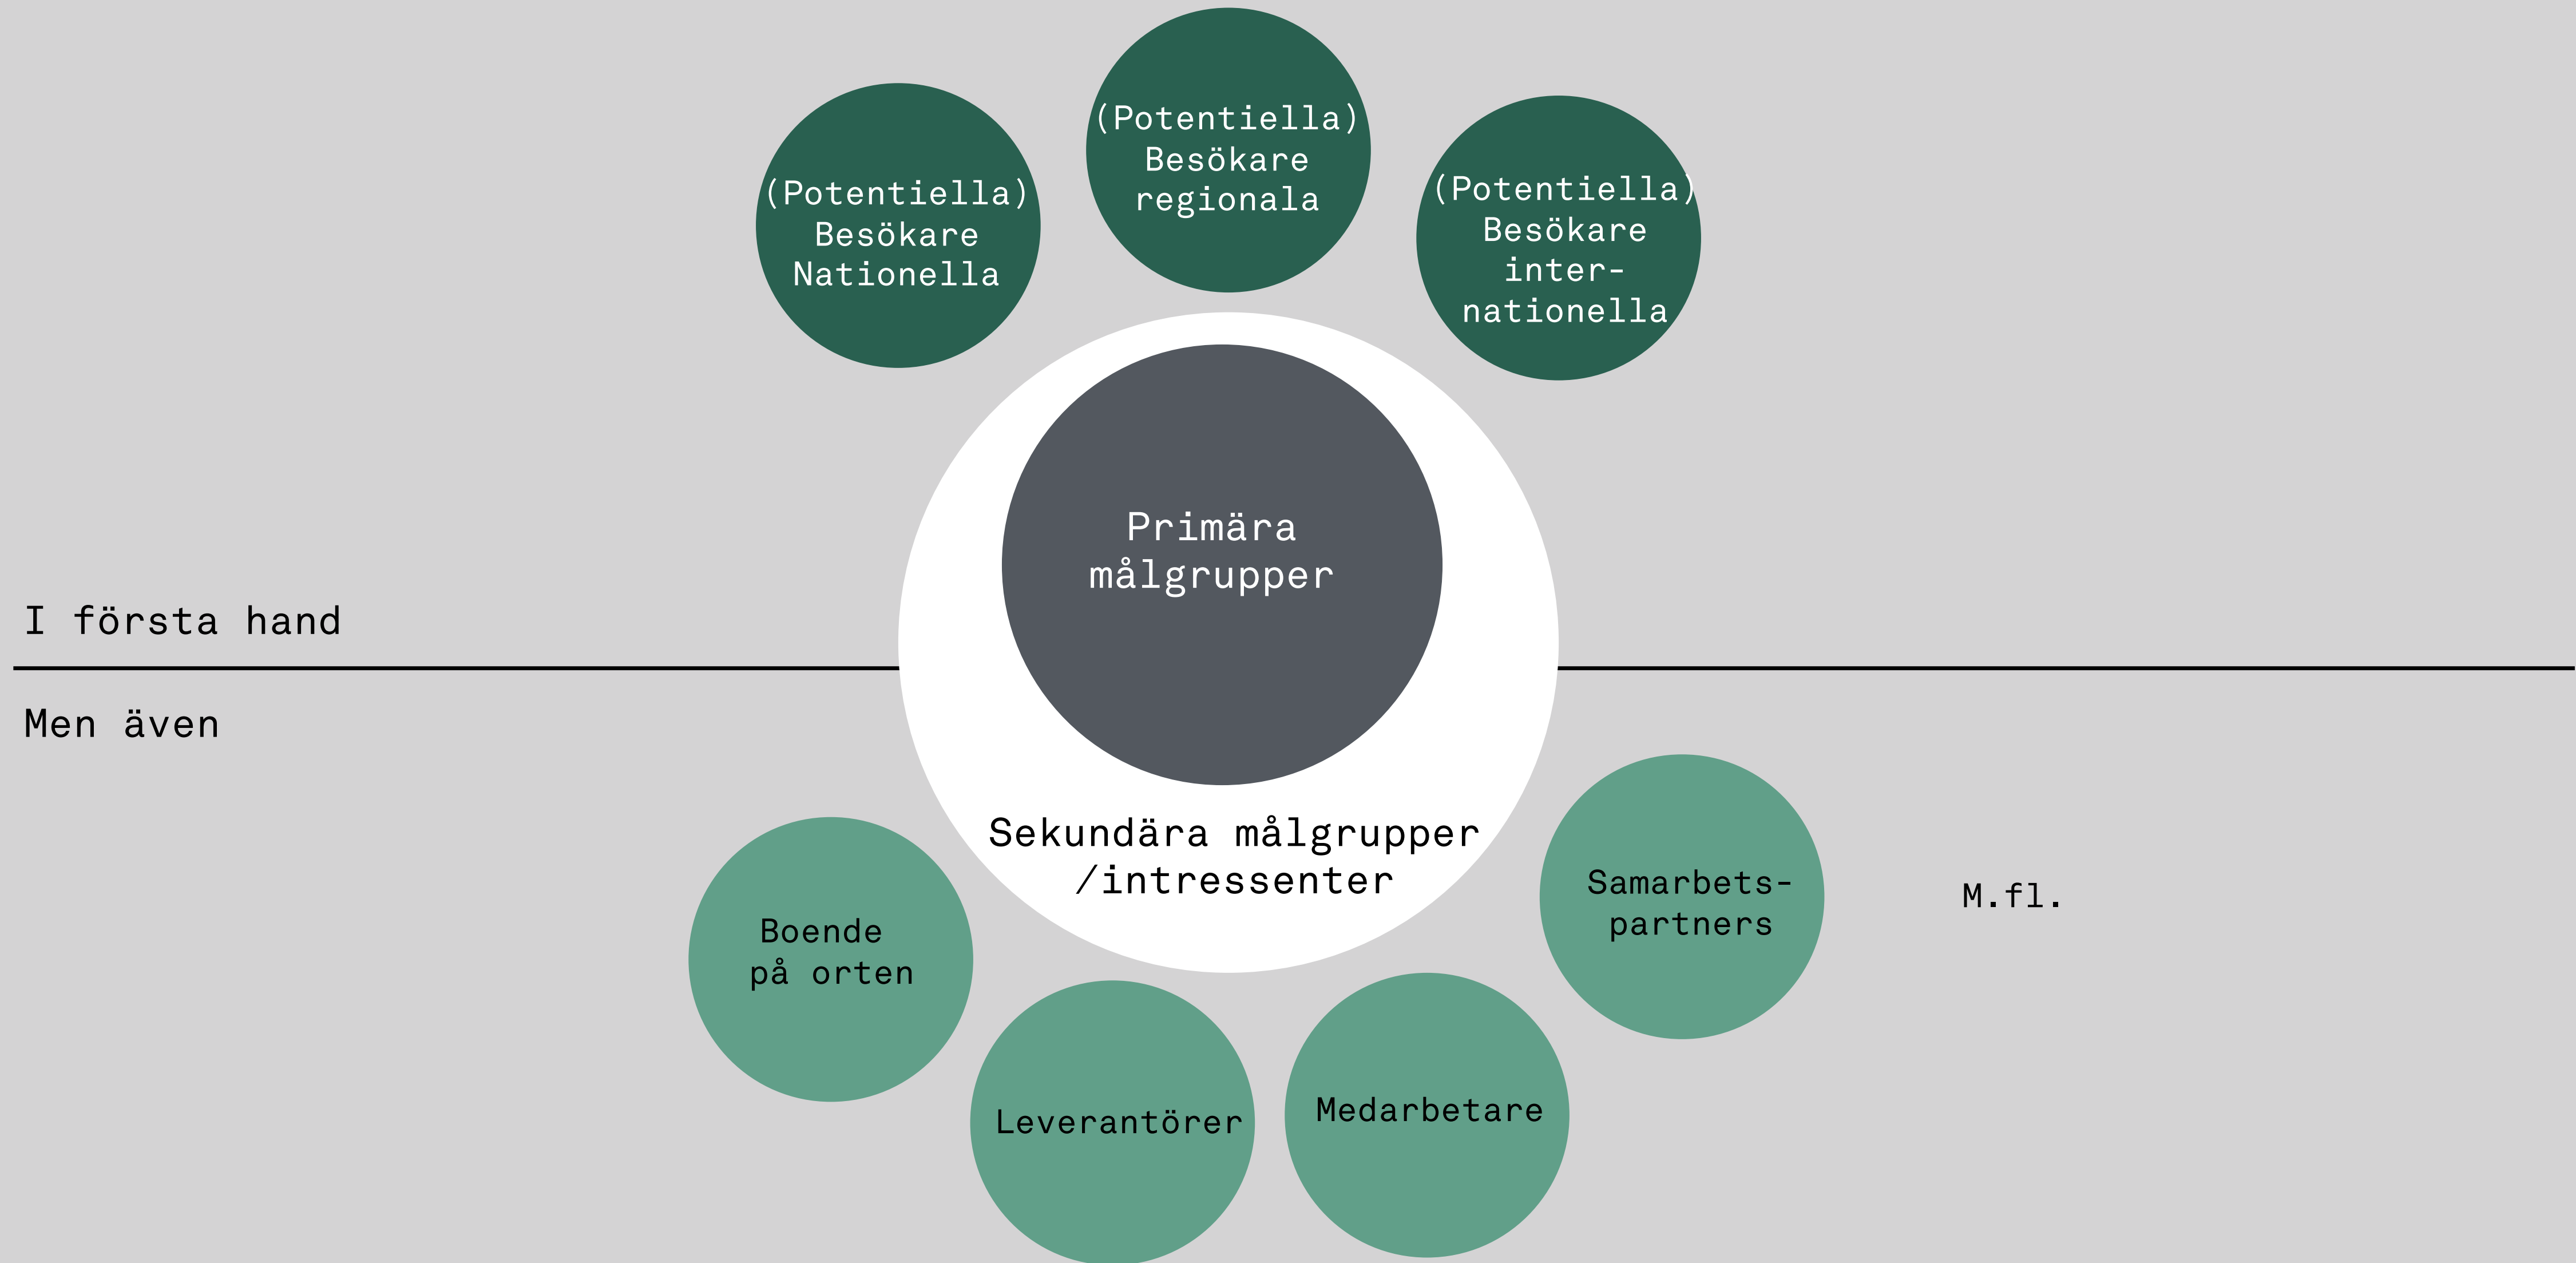 (Potentiella)
Besökare
Nationella
(Potentiella)
Besökare
regionala
(Potentiella)
Besökare
inter-
nationella
Primära
målgrupper
I första hand
Men även
Sekundära målgrupper
/intressenter
Boende
på orten
Leverantörer
Medarbetare
Samarbets-
partners
M.fl.